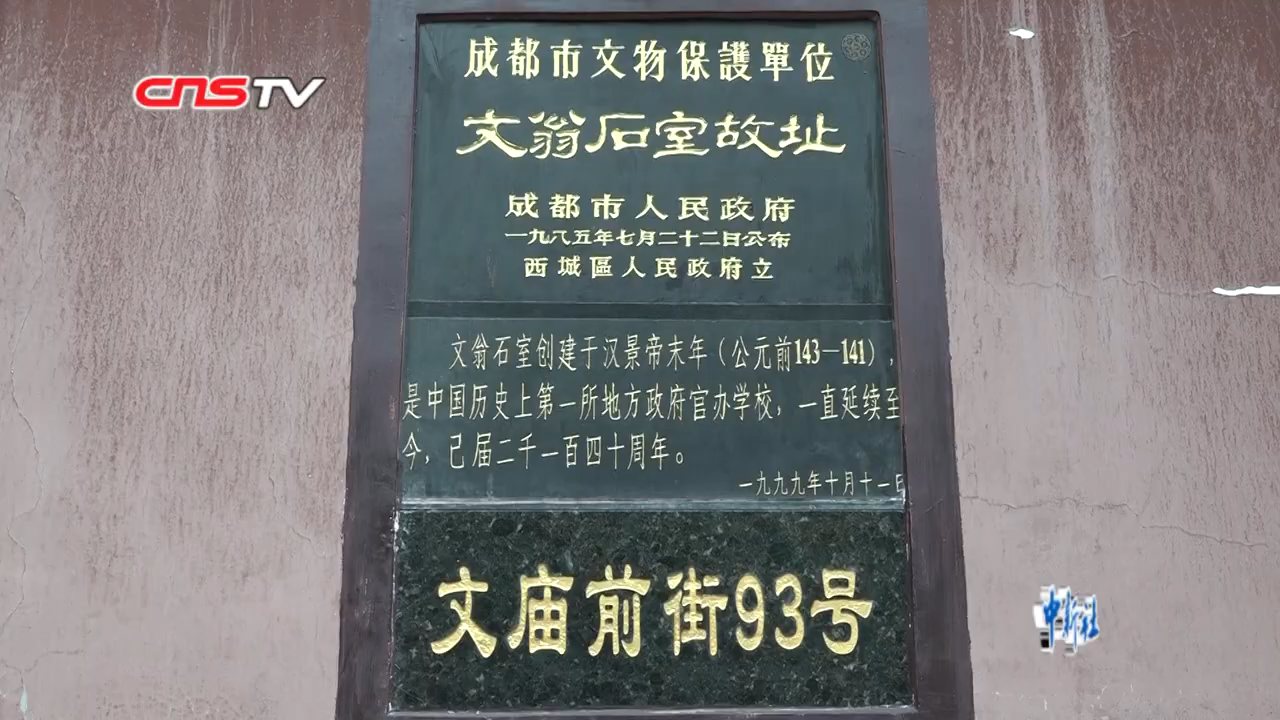 CNSTV
成都市文物保護單位
文翁石室故址
成都市人民政府
一九八五年七月二十二日公布
西城區人民政府立
文翁石室创建于汉景帝末年（公元前143—141），
是中国历史上第一所地方政府官办学校，一直延续至
今，已届二千一百四十周年。
一九九九年十月十一日
文庙前街93号
中新社